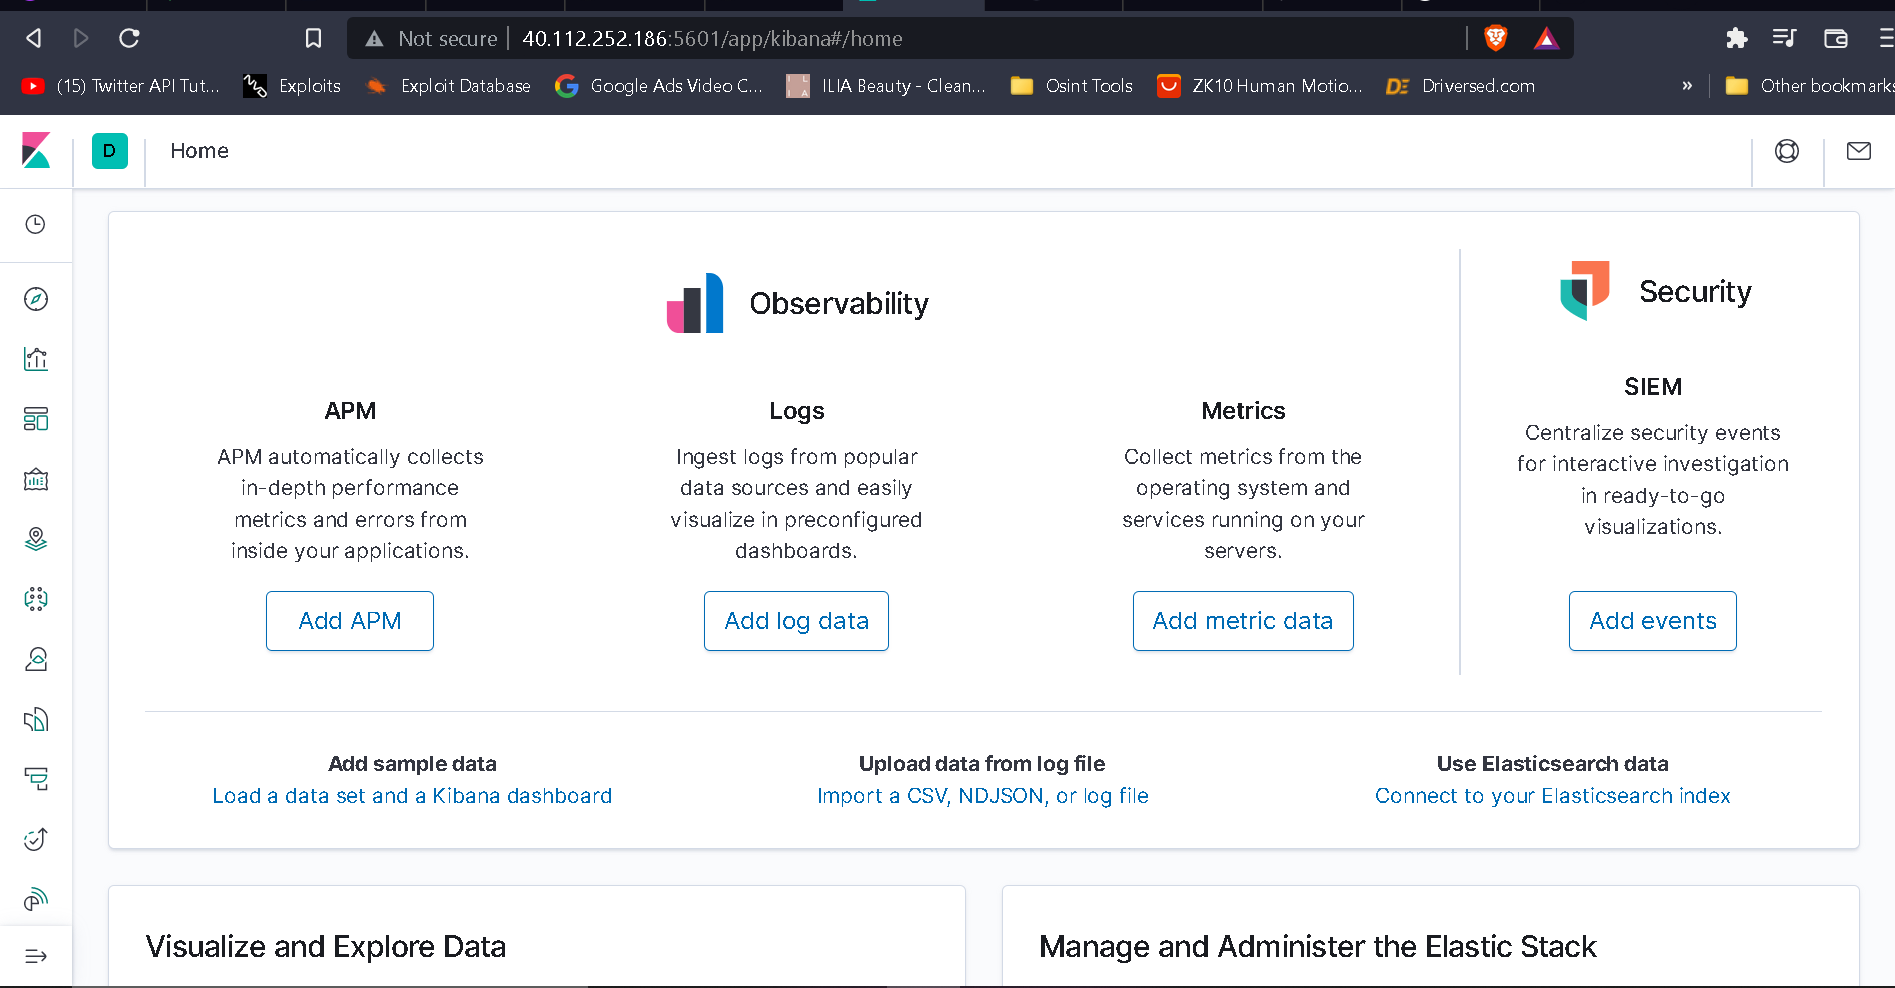 Not secure 40.112.252.186:5601/app/kibana#/home
(15) Twitter API Tut... Exploits Exploit Database Google Ads Video C... ILIA Beauty - Clean... Osint Tools ZK10 Human Motio... DE Driversed.com » Other bookmarks
D Home
Observability
Security
APM
APM automatically collects
in-depth performance
metrics and errors from
inside your applications.
Add APM
Logs
Ingest logs from popular
data sources and easily
visualize in preconfigured
dashboards.
Add log data
Metrics
Collect metrics from the
operating system and
services running on your
servers.
Add metric data
SIEM
Centralize security events
for interactive investigation
in ready-to-go
visualizations.
Add events
Add sample data
Load a data set and a Kibana dashboard
Upload data from log file
Import a CSV, NDJSON, or log file
Use Elasticsearch data
Connect to your Elasticsearch index
Visualize and Explore Data
Manage and Administer the Elastic Stack